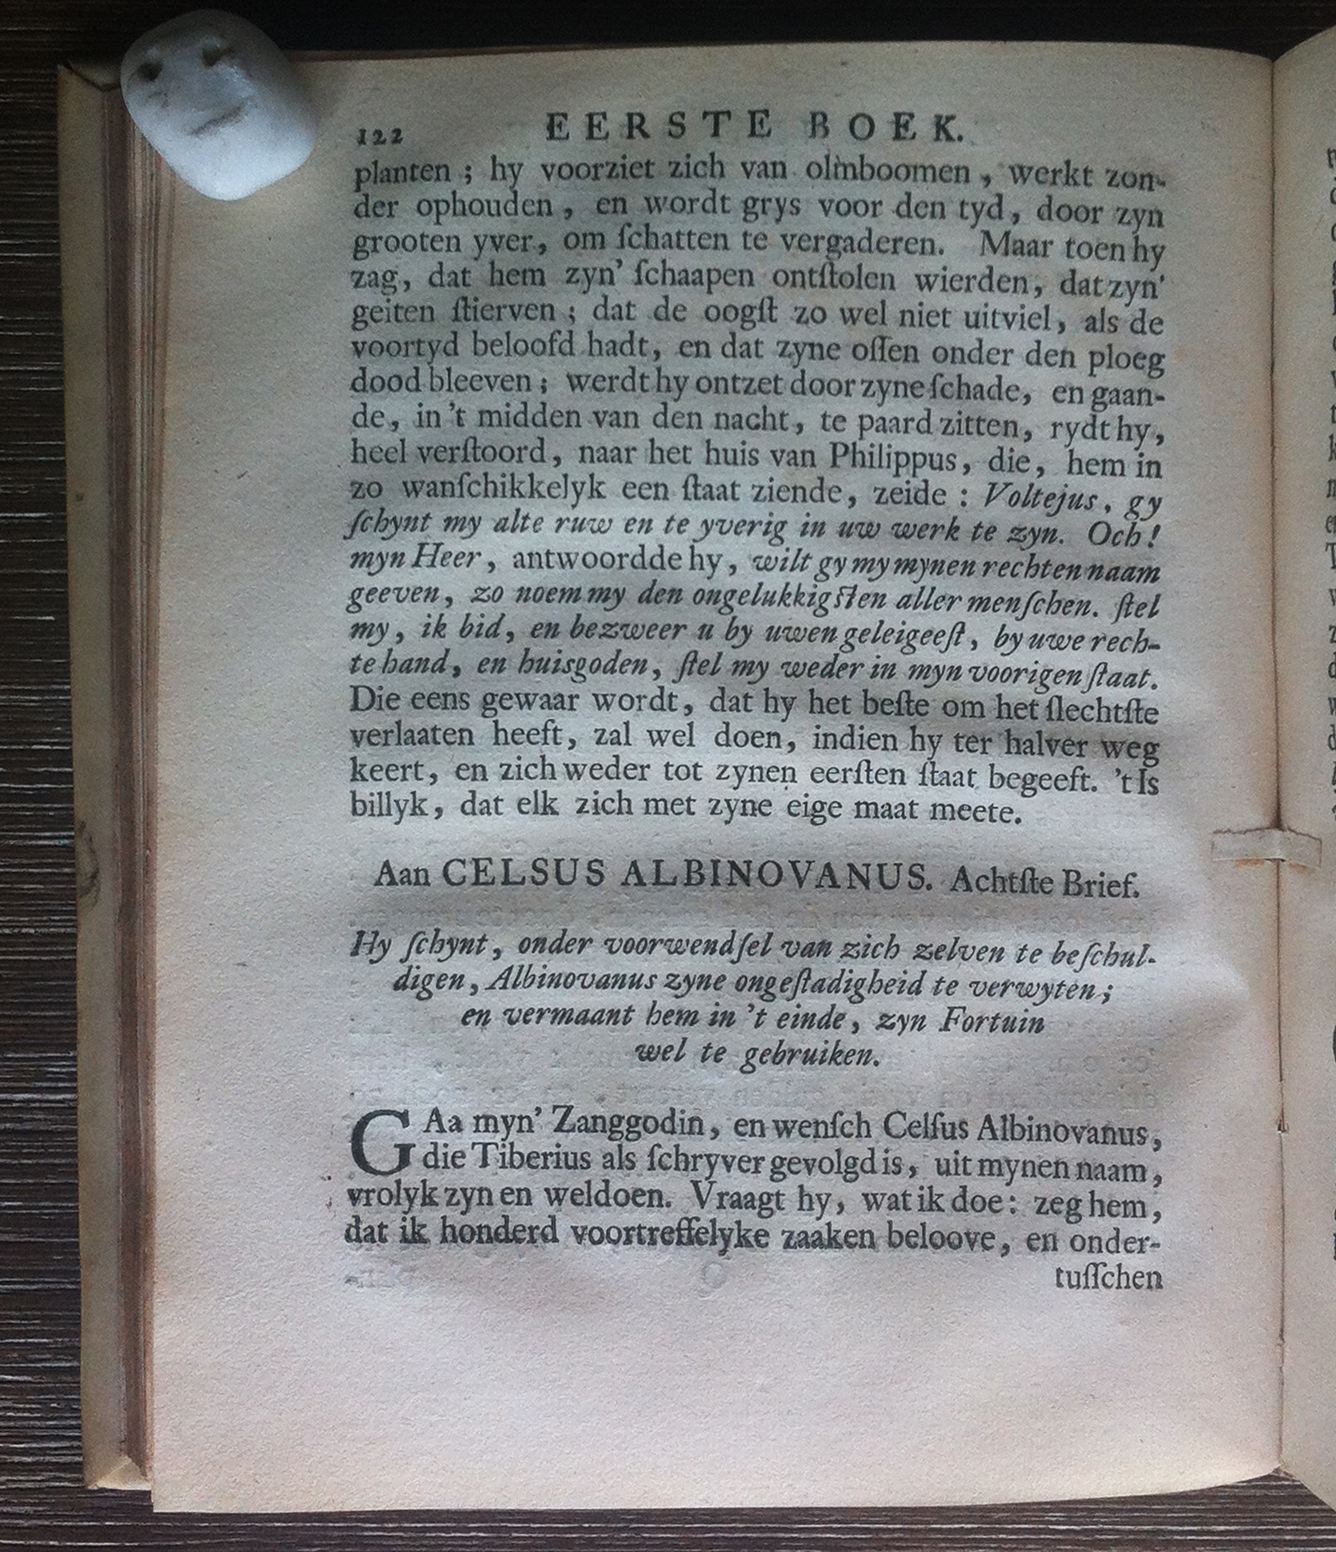 122 EERSTE BOEK.
planten; hy voorziet zich van olmboomen, werkt zon-
der ophouden, en wordt grys voor den tyd, door zyn
grooten yver, om ſchatten te vergaderen. Maar toen hy
zag, dat hem zyn' ſchaapen ontſtolen wierden, dat zyn'
geiten ſtierven; dat de oogſt zo wel niet uitviel, als de
voortyd beloofd hadt, en dat zyne oſſen onder den ploeg
dood bleeven; werdt hy ontzet door zyne ſchade, en gaan-
de, in 't midden van den nacht, te paard zitten, rydt hy,
heel verſtoord, naar het huis van Philippus, die, hem in
zo wanſchikkelyk een ſtaat ziende, zeide: Voltejus, gy
ſchynt my alte ruw en te yverig in uw werk te zyn. Och!
myn Heer, antwoordde hy, wilt gy my mynen rechten naam
geeven, zo noem my den ongelukkigſten aller menſchen. ſtel
my, ik bid, en bezweer u by uwen geleigeeſt, by uwe rech-
te hand, en huisgoden, ſtel my weder in myn voorigen ſtaat.
Die eens gewaar wordt, dat hy het beſte om het ſlechtſte
verlaaten heeft, zal wel doen, indien hy ter halver weg
keert, en zich weder tot zynen eerſten ſtaat begeeft. 't Is
billyk, dat elk zich met zyne eige maat meete.
Aan CELSUS ALBINOVANUS. Achtſte Brief.
Hy ſchynt, onder voorwendſel van zich zelven te beſchul-
digen, Albinovanus zyne ongeſtadigheid te verwyten;
en vermaant hem in 't einde, zyn Fortuin
wel te gebruiken.
GAa myn' Zanggodin, en wenſch Celſus Albinovanus,
die Tiberius als ſchryver gevolgd is, uit mynen naam,
vrolyk zyn en weldoen. Vraagt hy, wat ik doe: zeg hem,
dat ik honderd voortreffelyke zaaken beloove, en onder-
tuſſchen